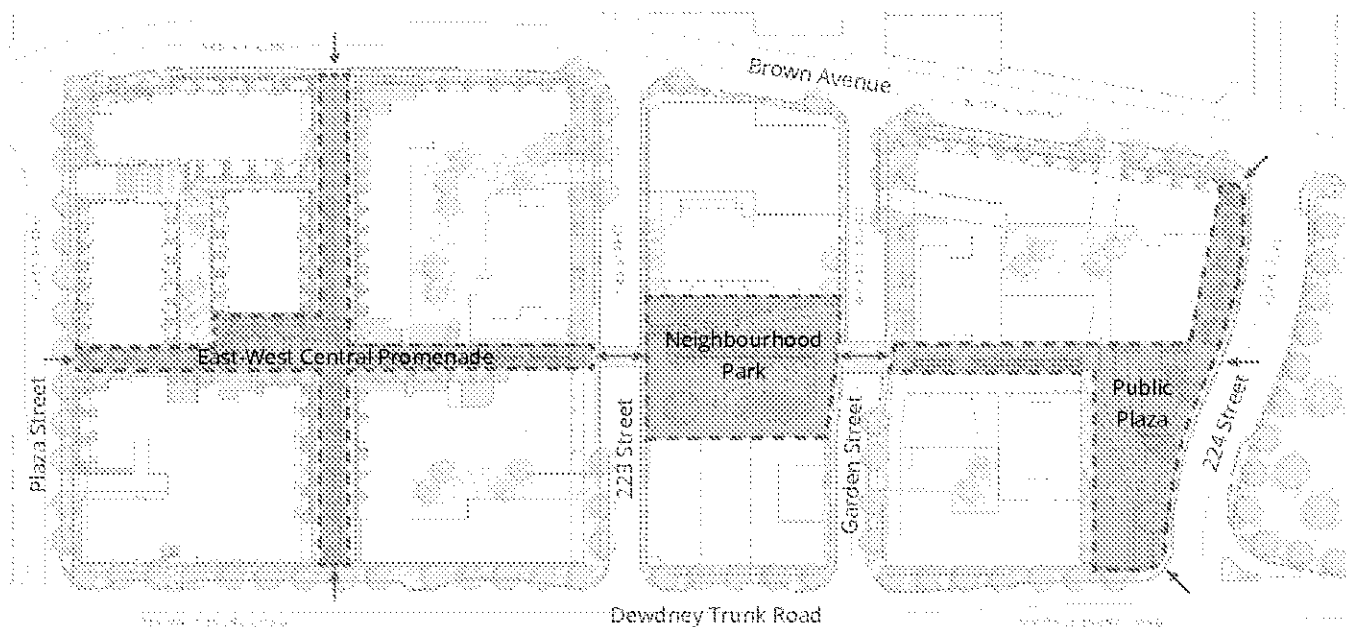 Brown Avenue
Neighbourhood
Park
East-West Central Promenade
Public
Plaza
Plaza Street
223 Street
Garden Street
224 Street
Dewdney Trunk Road